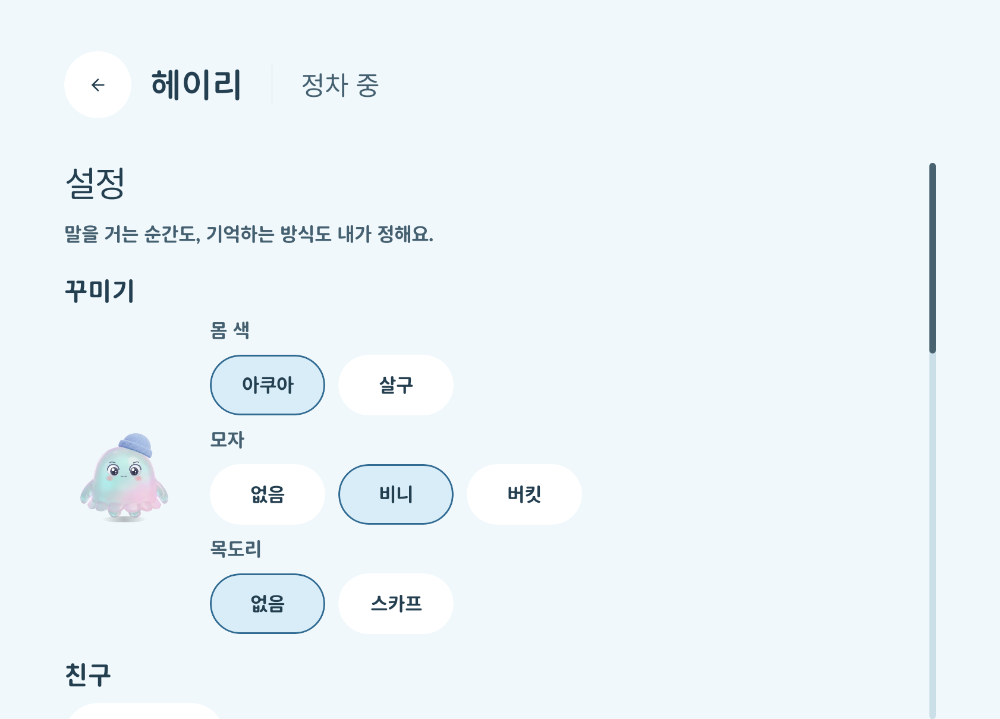 헤이리
정차 중
설정
말을 거는 순간도, 기억하는 방식도 내가 정해요.
꾸미기
몸 색
아쿠아 살구
모자
없음 비니 버킷
목도리
없음 스카프
친구